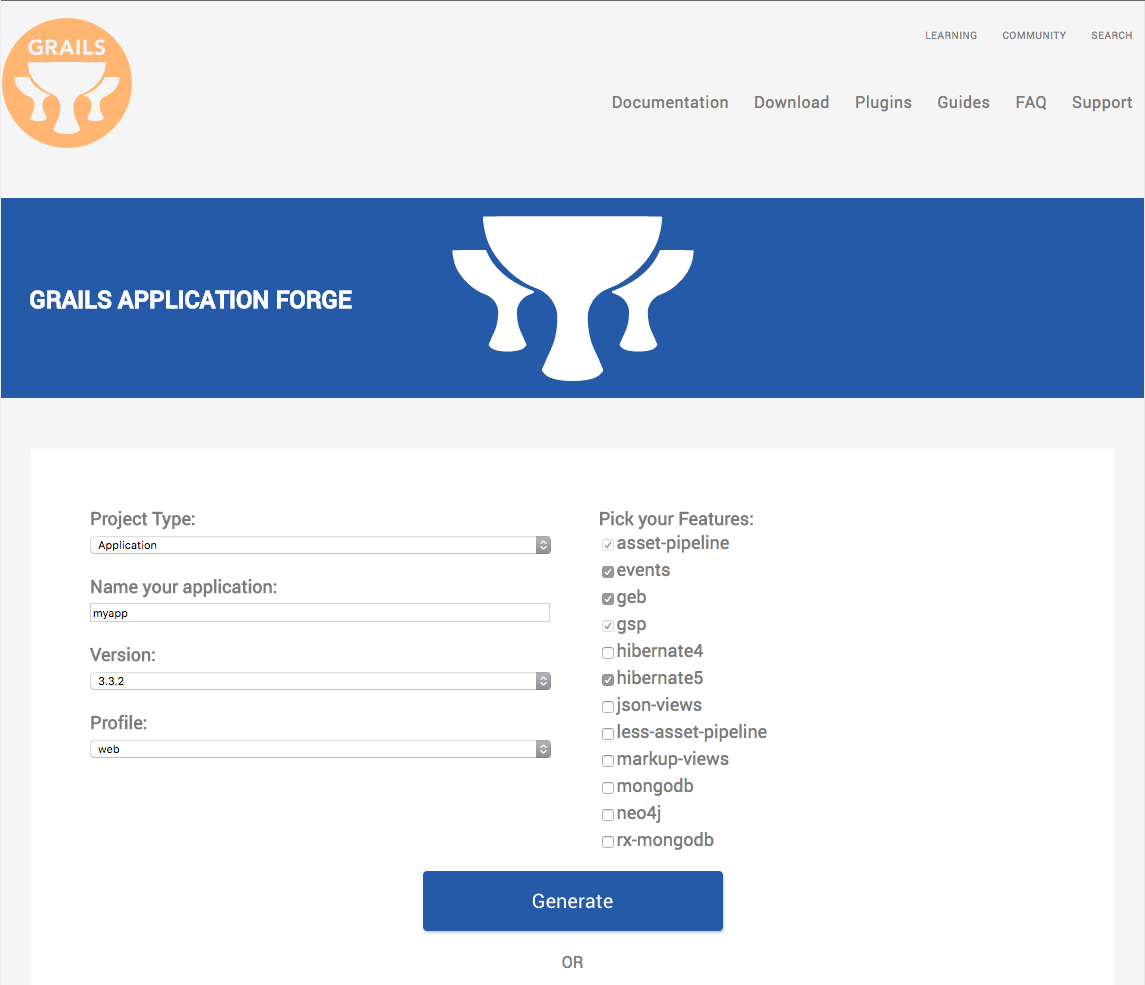 GRAILS
LEARNING COMMUNITY SEARCH
Documentation Download Plugins Guides FAQ Support
GRAILS APPLICATION FORGE
Project Type:
Application
Name your application:
myapp
Version:
3.3.2
Profile:
web
Pick your Features:
asset-pipeline
events
geb
gsp
hibernate4
hibernate5
json-views
less-asset-pipeline
markup-views
mongodb
neo4j
rx-mongodb
Generate
OR